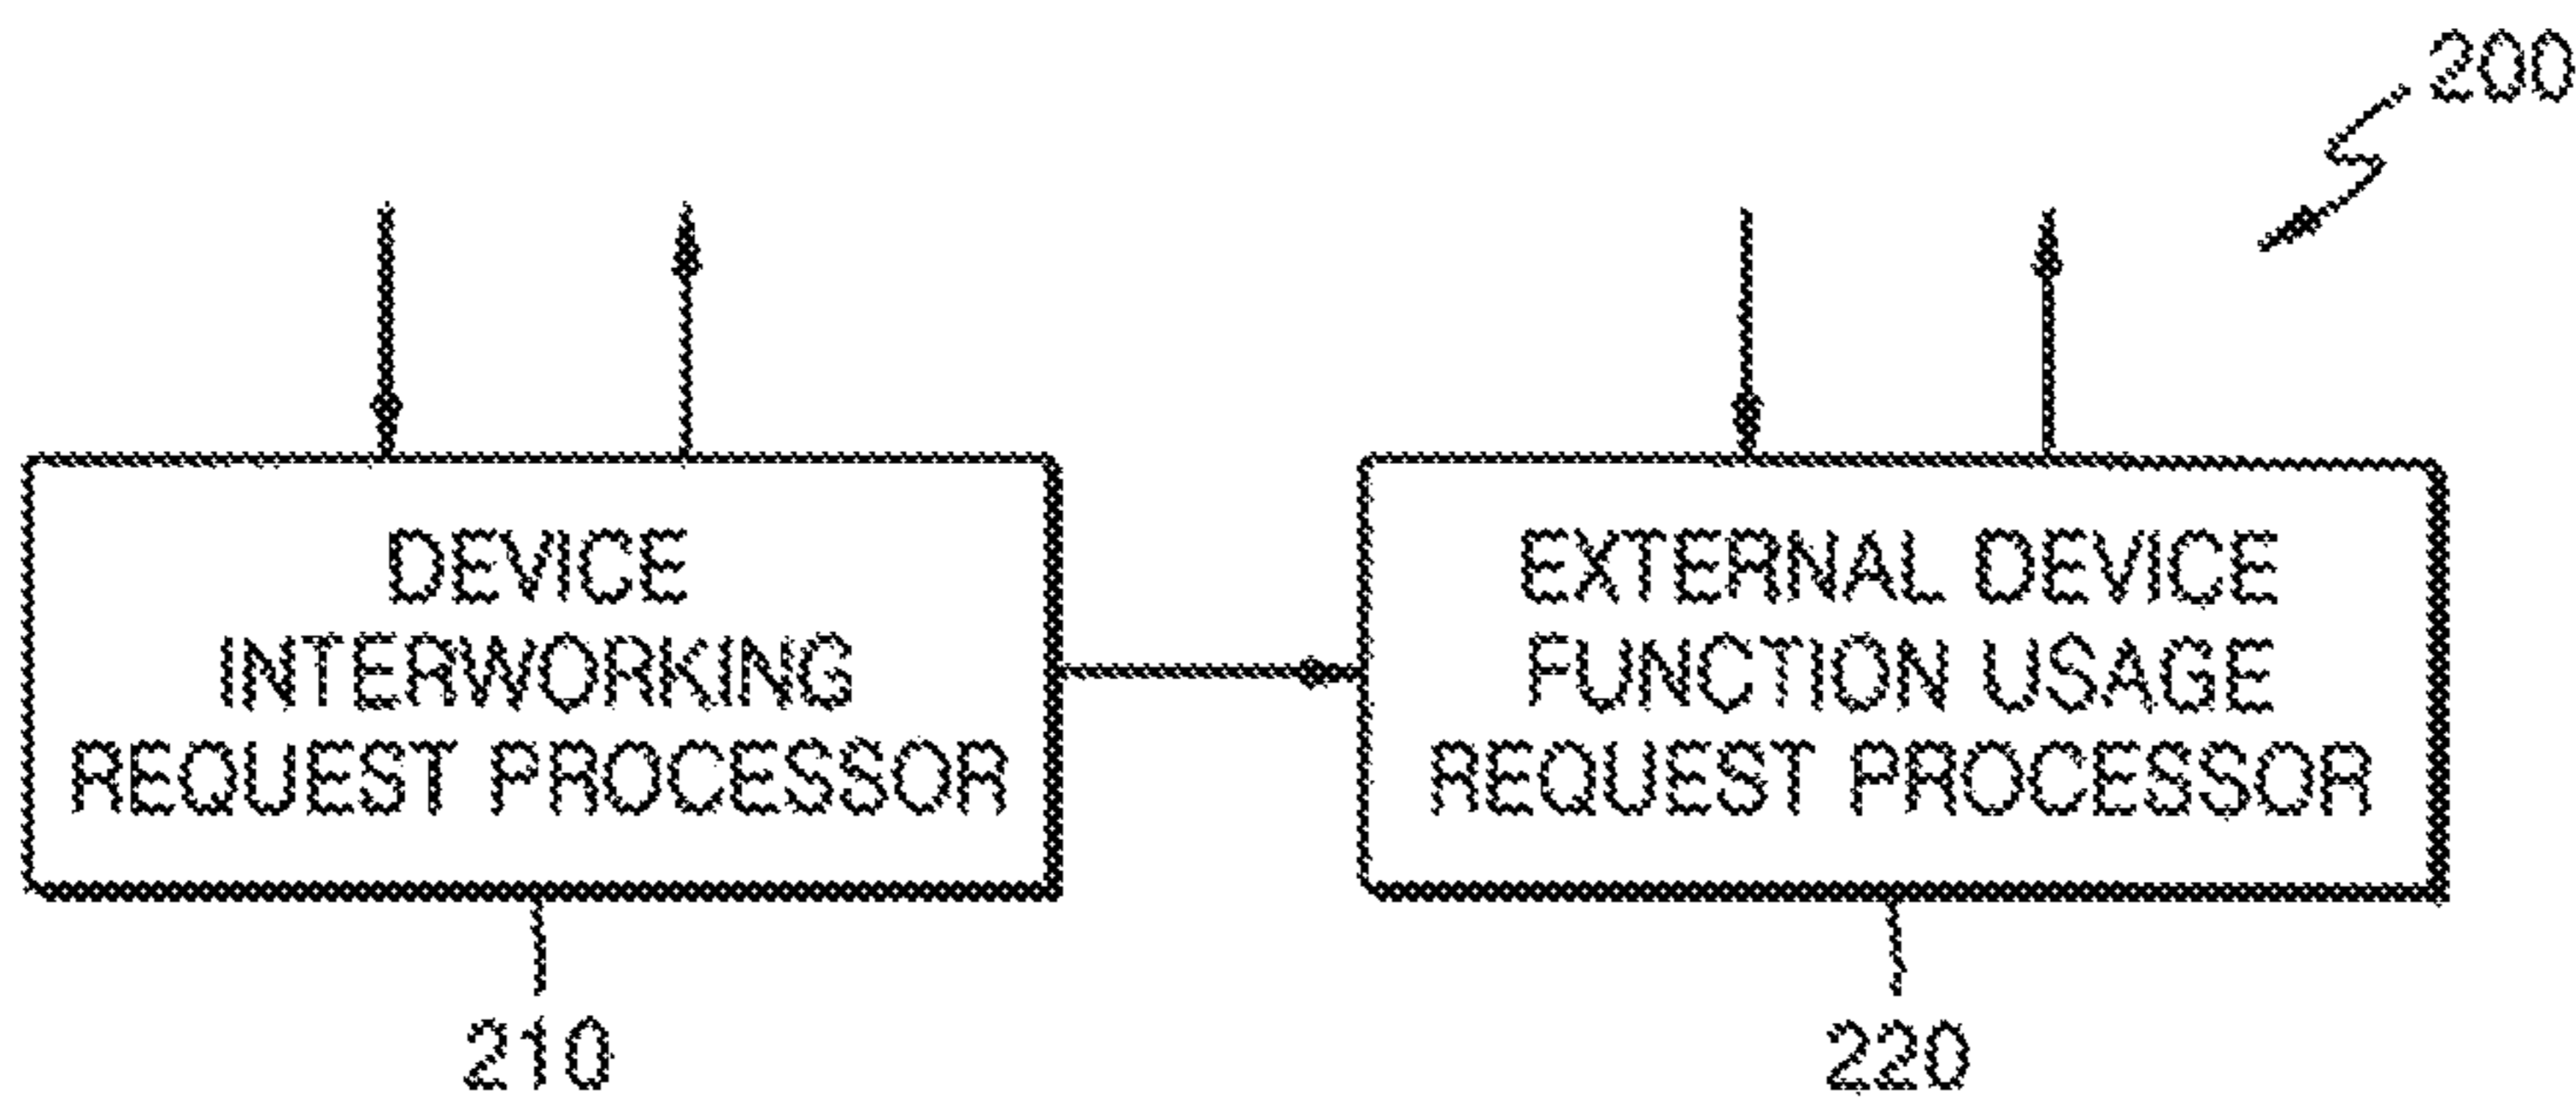 200
DEVICE
INTERWORKING
REQUEST PROCESSOR
EXTERNAL DEVICE
FUNCTION USAGE
REQUEST PROCESSOR
210
220